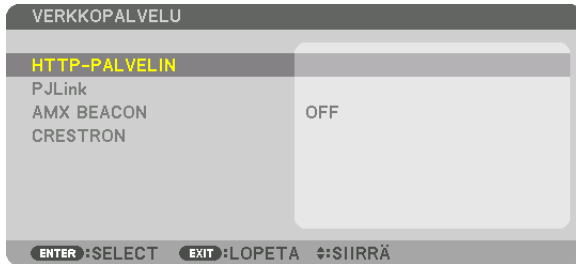 VERKKOPALVELU
HTTP-PALVELIN
PJLink
AMX BEACON OFF
CRESTRON
ENTER:SELECT EXIT:LOPETA ♦:SIIRRÄ